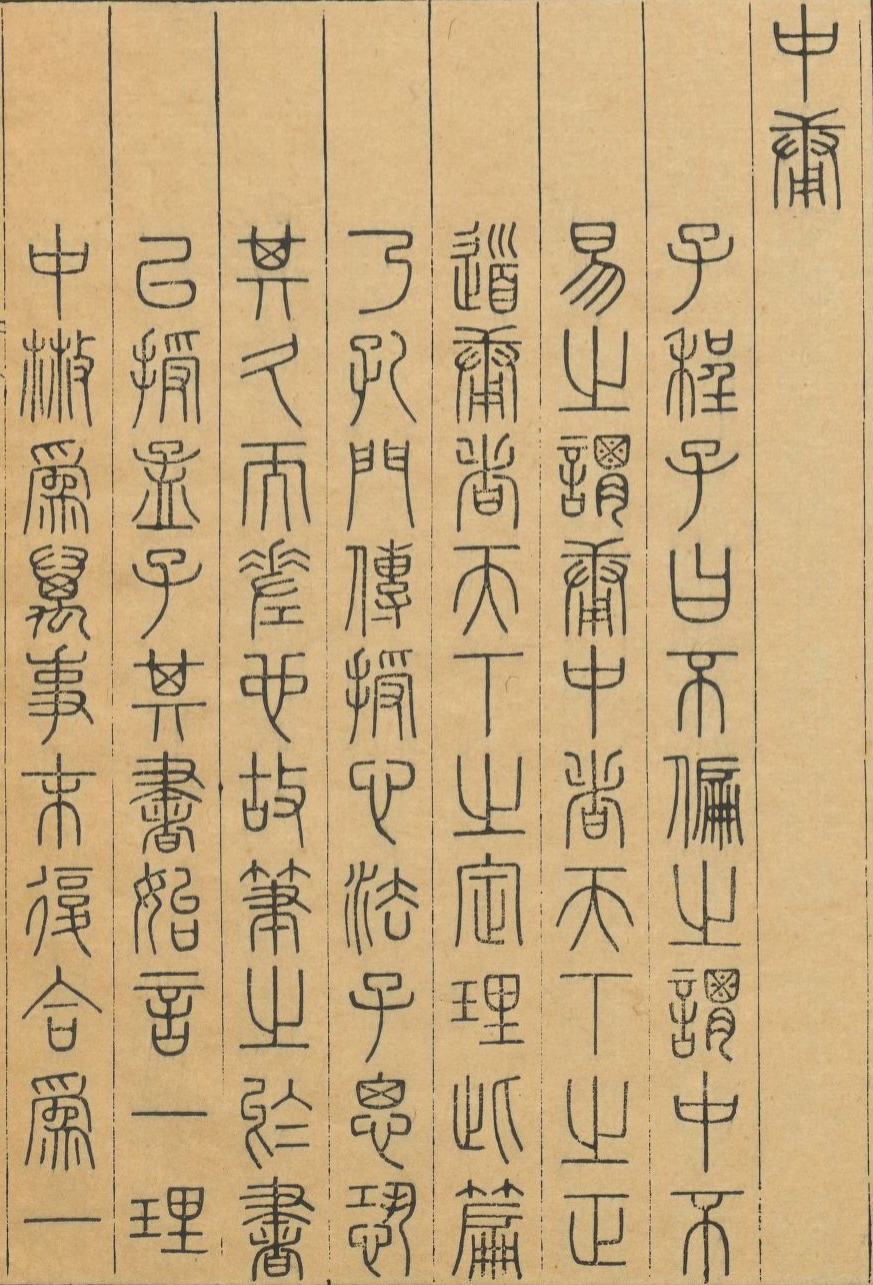 中庸
子程子曰不偏之謂中不
易之謂庸中者天下之正
道庸者天下之定理此篇
乃孔門傳授心法子思恐
其久而差也故筆之於書
以授孟子其書始言一理
中散爲萬事末復合爲一